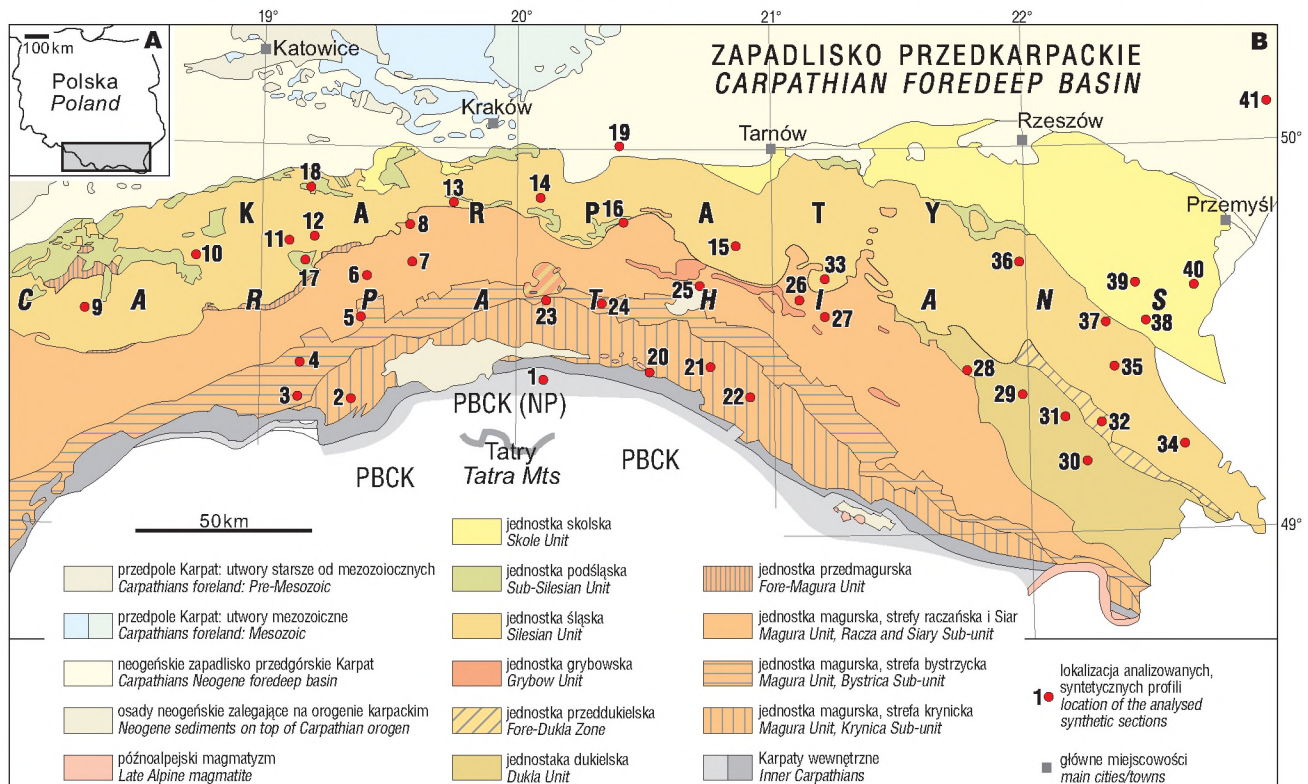 19° 20° 21° 22°
100 km A
Polska
Poland
B
ZAPADLISKO PRZEDKARPACKIE
CARPATHIAN FOREDEEP BASIN
Katowice
Kraków
Tarnów
Rzeszów
Przemyśl
50°
49°
K A R P A T Y
C A R P A T H I A N S
41
19
18
13
14
16
12
11
10
8
7
17
6
15
9
5
33
36
39
40
25
26
23
24
27
37
38
4
3
2
1
20
21
22
28
29
35
31
32
30
34
PBCK (NP)
Tatry
Tatra Mts
PBCK
PBCK
50 km
przedpole Karpat: utwory starsze od mezozoiocznych
Carpathians foreland: Pre-Mesozoic
przedpole Karpat: utwory mezozoiczne
Carpathians foreland: Mesozoic
neogeńskie zapadlisko przedgórskie Karpat
Carpathians Neogene foredeep basin
osady neogeńskie zalegające na orogenie karpackim
Neogene sediments on top of Carpathian orogen
późnoalpejski magmatyzm
Late Alpine magmatite
jednostka skolska
Skole Unit
jednostka podśląska
Sub-Silesian Unit
jednostka śląska
Silesian Unit
jednostka grybowska
Grybow Unit
jednostka przeddukielska
Fore-Dukla Zone
jednostaka dukielska
Dukla Unit
jednostka przedmagurska
Fore-Magura Unit
jednostka magurska, strefy raczańska i Siar
Magura Unit, Racza and Siary Sub-unit
jednostka magurska, strefa bystrzycka
Magura Unit, Bystrica Sub-unit
jednostka magurska, strefa krynicka
Magura Unit, Krynica Sub-unit
Karpaty wewnętrzne
Inner Carpathians
1
lokalizacja analizowanych,
syntetycznych profili
location of the analysed
synthetic sections
główne miejscowości
main cities/towns